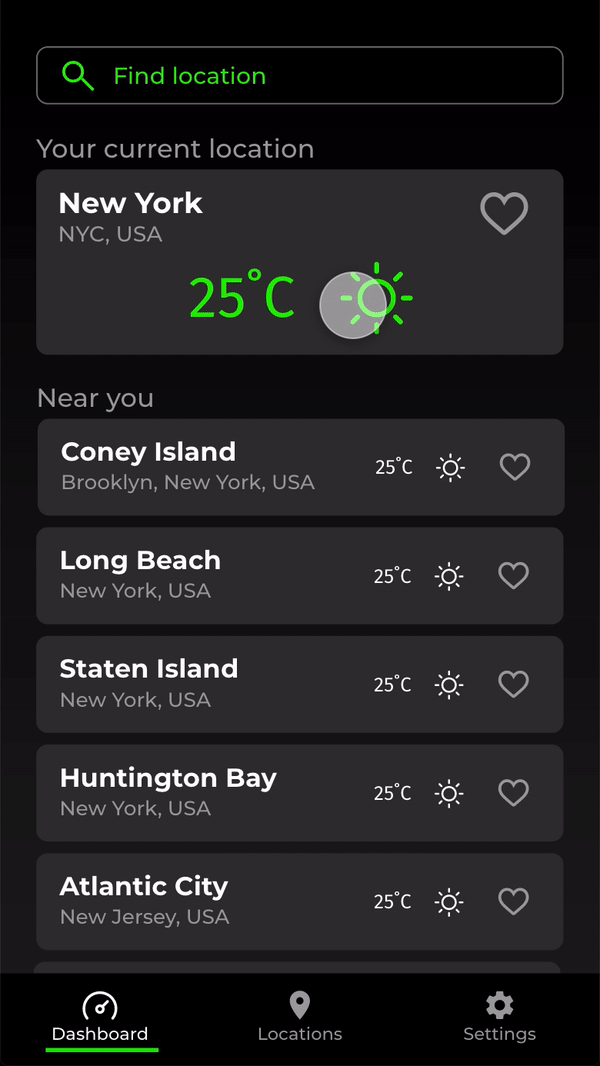 Find location
Your current location
New York
NYC, USA
25°C
Near you
Coney Island
Brooklyn, New York, USA
25°C
Long Beach
New York, USA
25°C
Staten Island
New York, USA
25°C
Huntington Bay
New York, USA
25°C
Atlantic City
New Jersey, USA
25°C
Dashboard
Locations
Settings